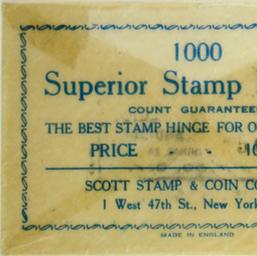 1000
Superior Stamp
COUNT GUARANTEE
THE BEST STAMP HINGE FOR O
PRICE - 1
SCOTT STAMP & COIN CO
1 West 47th St., New York
MADE IN ENGLAND